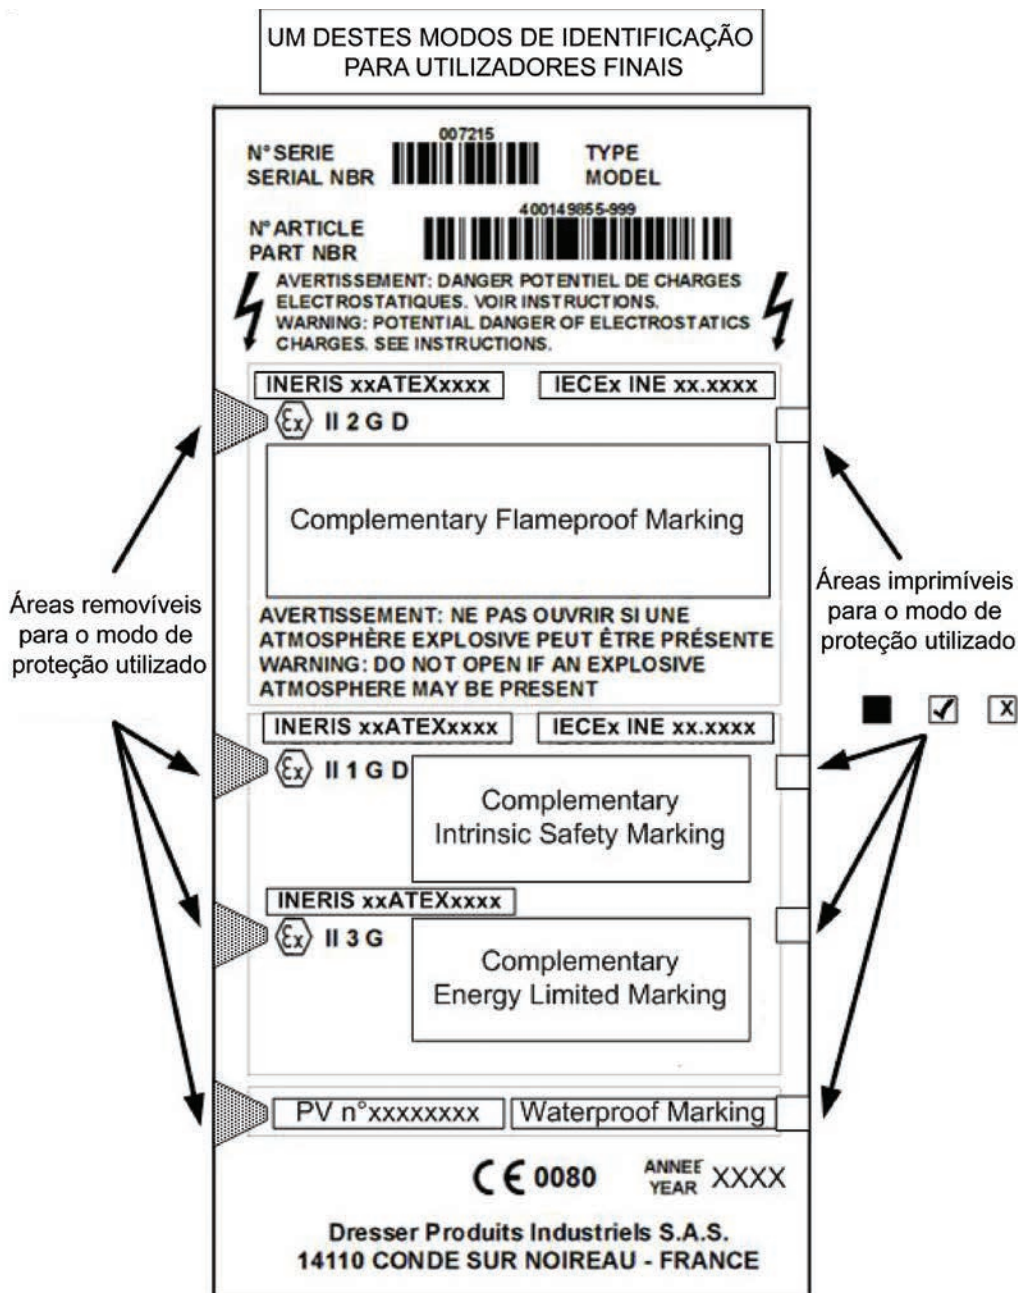 UM DESTES MODOS DE IDENTIFICAÇÃO
PARA UTILIZADORES FINAIS
007215
N° SERIE
SERIAL NBR
TYPE
MODEL
400149855-999
N° ARTICLE
PART NBR
AVERTISSEMENT: DANGER POTENTIEL DE CHARGES
ELECTROSTATIQUES. VOIR INSTRUCTIONS.
WARNING: POTENTIAL DANGER OF ELECTROSTATICS
CHARGES. SEE INSTRUCTIONS.
INERIS xxATEXxxxx
IECEx INE xx.xxxx
Ex II 2 G D
Complementary Flameproof Marking
Áreas removíveis
para o modo de
proteção utilizado
Áreas imprimíveis
para o modo de
proteção utilizado
AVERTISSEMENT: NE PAS OUVRIR SI UNE
ATMOSPHÈRE EXPLOSIVE PEUT ÊTRE PRÉSENTE
WARNING: DO NOT OPEN IF AN EXPLOSIVE
ATMOSPHERE MAY BE PRESENT
X
INERIS xxATEXxxxx
IECEx INE xx.xxxx
Ex II 1 G D
Complementary
Intrinsic Safety Marking
INERIS xxATEXxxxx
Ex II 3 G
Complementary
Energy Limited Marking
PV n°xxxxxxxx
Waterproof Marking
CE 0080
ANNEE
YEAR
XXXX
Dresser Produits Industriels S.A.S.
14110 CONDE SUR NOIREAU - FRANCE